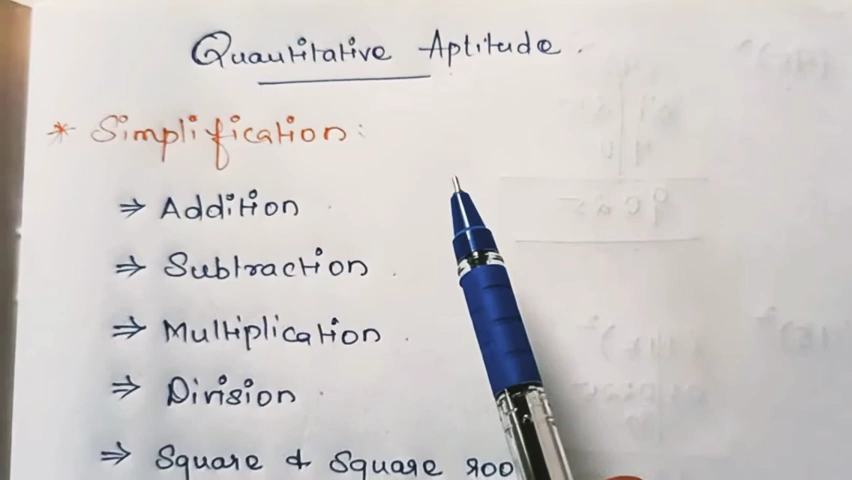 Quantitative Aptitude.
* Simplification:
⇒ Addition
⇒ Subtraction
⇒ Multiplication
⇒ Division
⇒ Square & Square roo